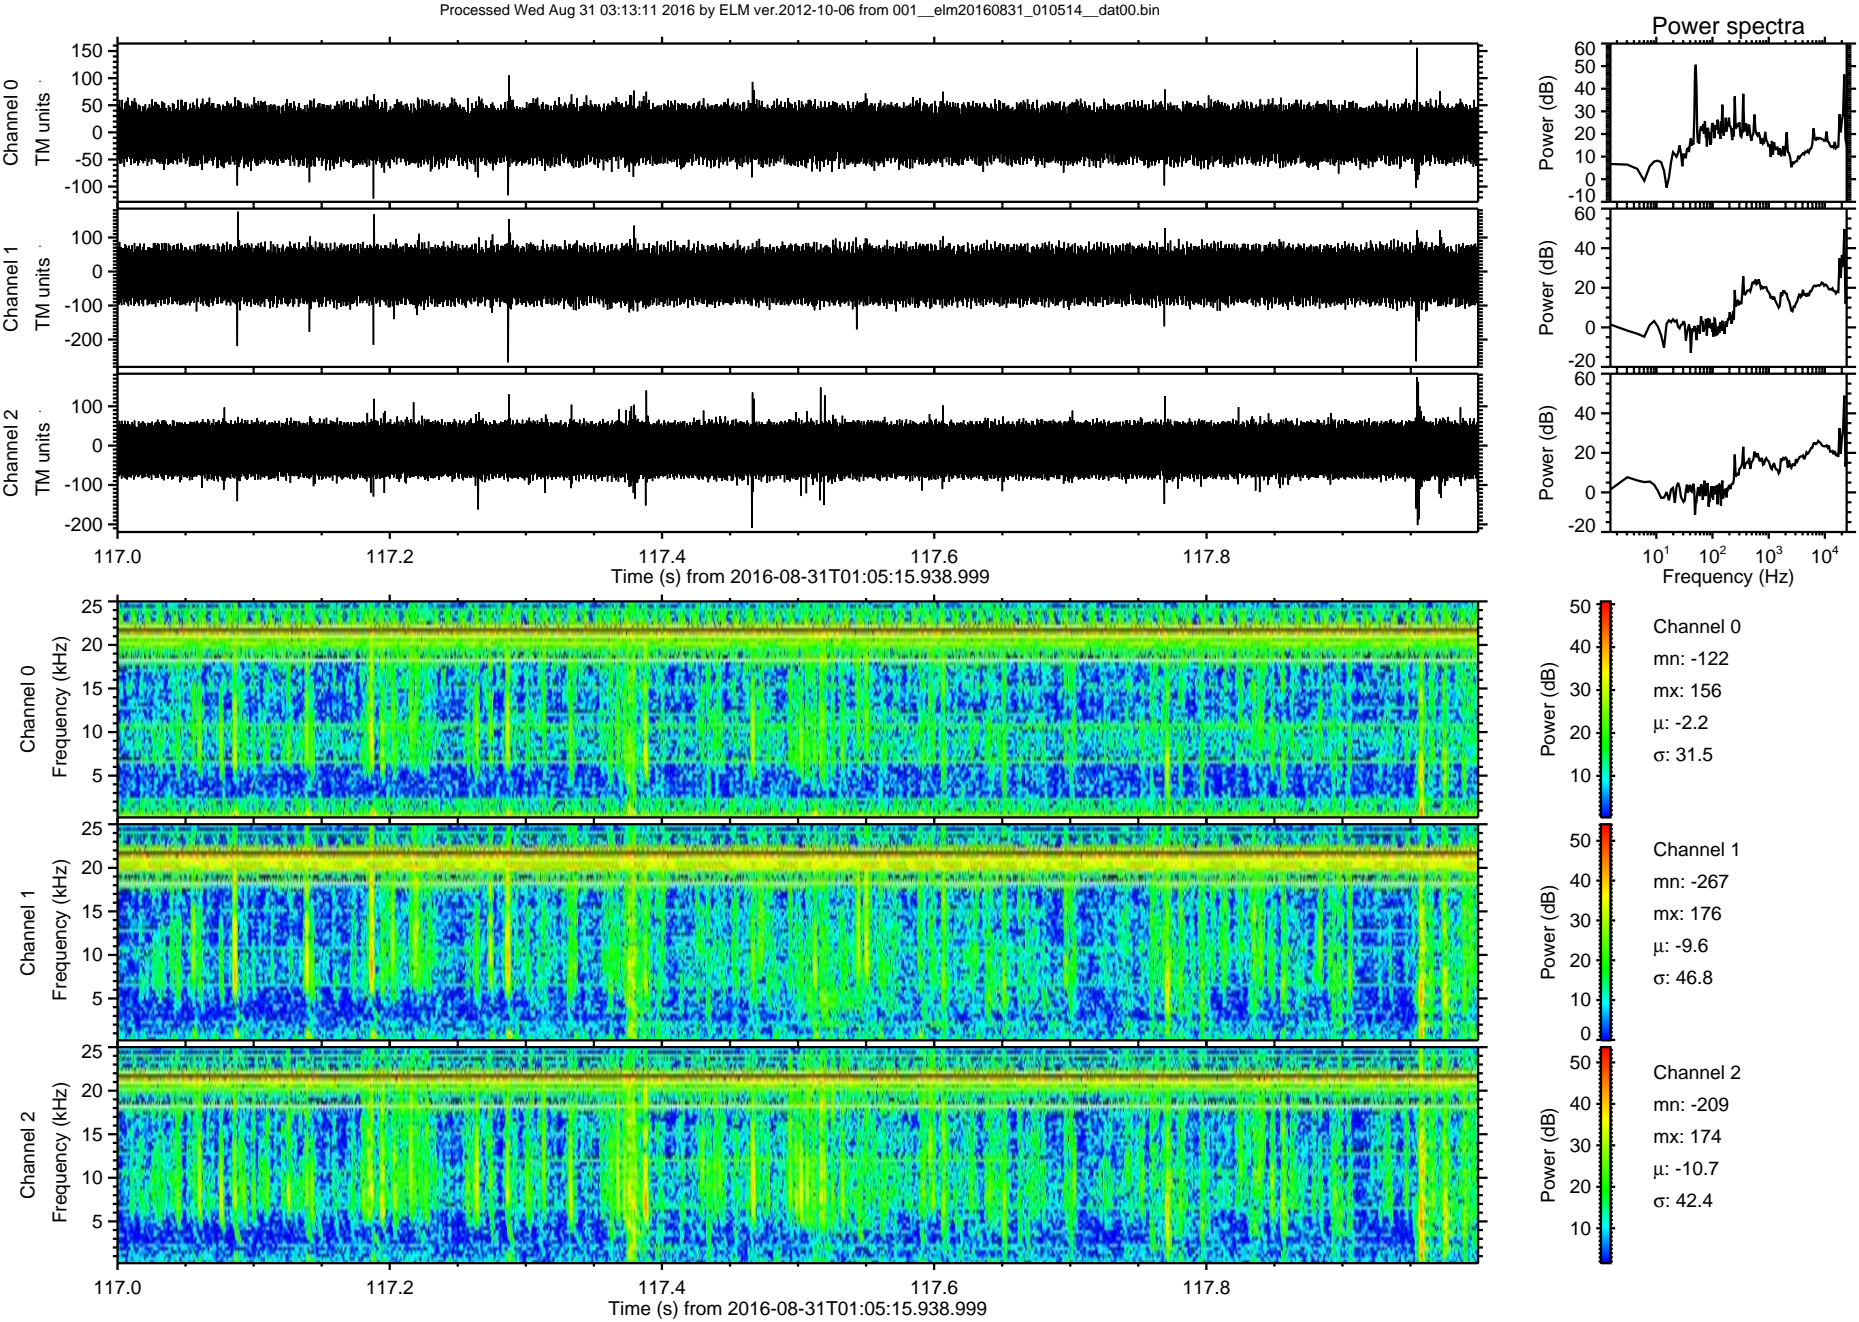 Processed Wed Aug 31 03:13:11 2016 by ELM ver.2012-10-06 from 001__elm20160831_010514__dat00.bin
Power spectra
Channel 0
TM units
150
100
50
0
-50
-100
Power (dB)
60
50
40
30
20
10
0
-10
Channel 1
TM units
100
0
-100
-200
Power (dB)
60
40
20
0
-20
Channel 2
TM units
100
0
-100
-200
Power (dB)
60
40
20
0
-20
117.0 117.2 117.4 117.6 117.8
Time (s) from 2016-08-31T01:05:15.938.999
10¹ 10² 10³ 10⁴
Frequency (Hz)
Channel 0
Frequency (kHz)
25
20
15
10
5
Power (dB)
50
40
30
20
10
Channel 0
mn: -122
mx: 156
μ: -2.2
σ: 31.5
Channel 1
Frequency (kHz)
25
20
15
10
5
Power (dB)
50
40
30
20
10
0
Channel 1
mn: -267
mx: 176
μ: -9.6
σ: 46.8
Channel 2
Frequency (kHz)
25
20
15
10
5
Power (dB)
50
40
30
20
10
Channel 2
mn: -209
mx: 174
μ: -10.7
σ: 42.4
117.0 117.2 117.4 117.6 117.8
Time (s) from 2016-08-31T01:05:15.938.999